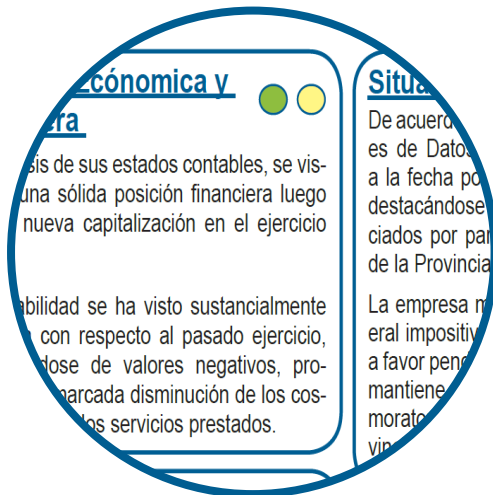 ecónomica y
sis de sus estados contables, se vis-
una sólida posición financiera luego
nueva capitalización en el ejercicio
abilidad se ha visto sustancialmente
con respecto al pasado ejercicio,
dose de valores negativos, pro-
marcada disminución de los cos-
los servicios prestados.
Situa
De acuerd
es de Datos
a la fecha po
destacándose
ciados por par
de la Provincia
La empresa m
eral impositiv
a favor pend
mantiene
morato